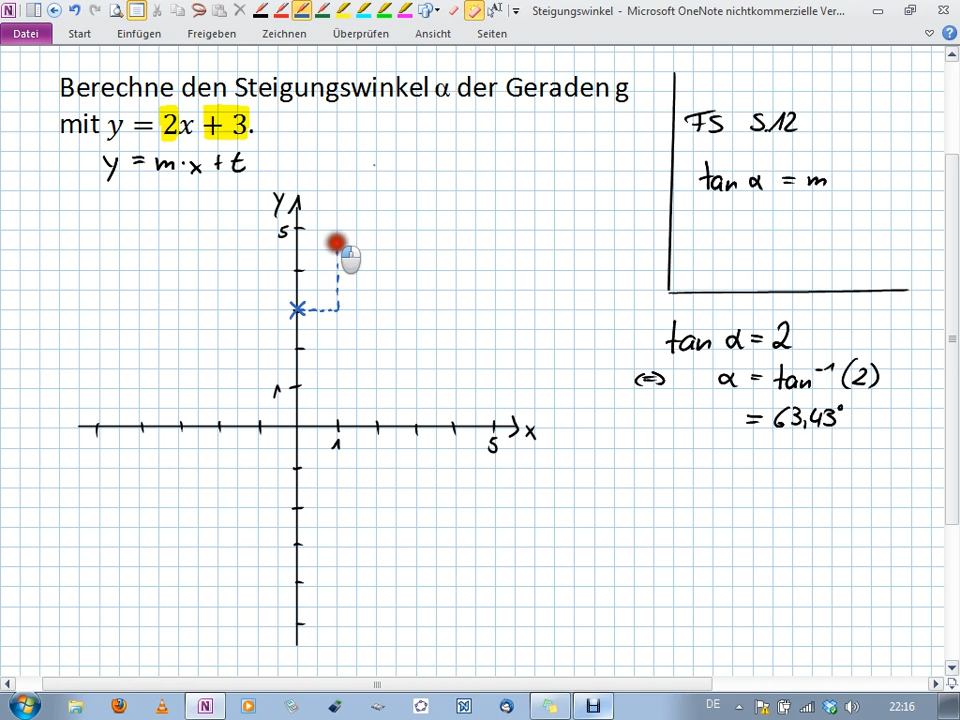 Steigungswinkel - Microsoft OneNote nichtkommerzielle Ver...
Datei Start Einfügen Freigeben Zeichnen Überprüfen Ansicht Seiten
Berechne den Steigungswinkel α der Geraden g
mit y = 2x + 3.
y = m·x + t
FS S.12
tan α = m
y
5
1
1
5
x
tan α = 2
⇔ α = tan⁻¹(2)
= 63,43°
DE
22:16